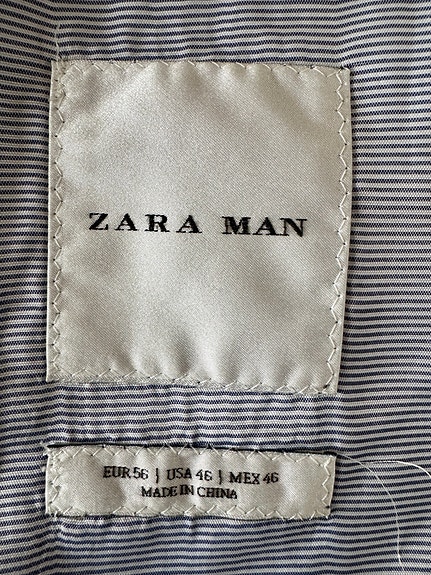 ZARA MAN
EUR 56 | USA 46 | MEX 46
MADE IN CHINA